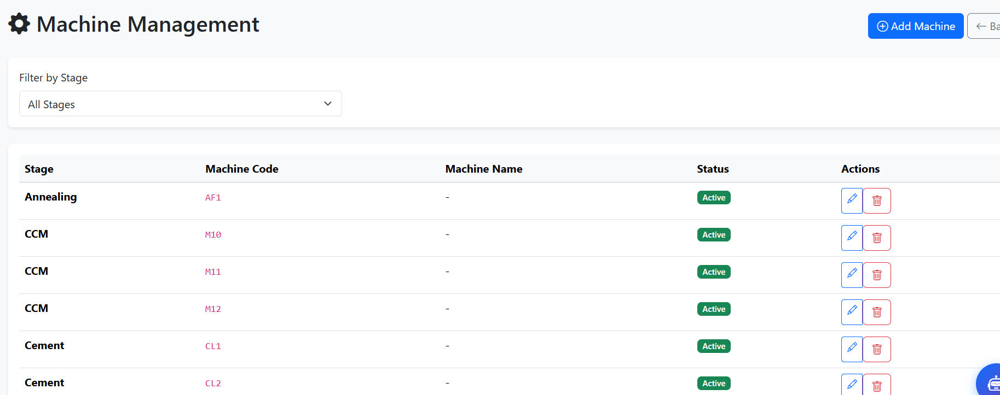 Machine Management
Add Machine
Ba
Filter by Stage
All Stages
Stage Machine Code Machine Name Status Actions
Annealing AF1 - Active
CCM M10 - Active
CCM M11 - Active
CCM M12 - Active
Cement CL1 - Active
Cement CL2 - Active